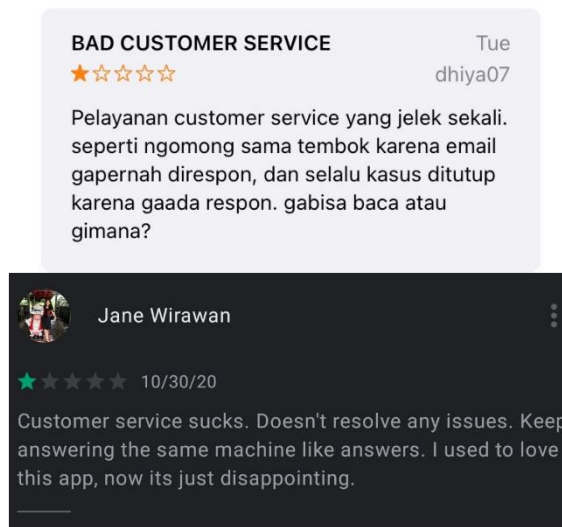 BAD CUSTOMER SERVICE Tue
dhiya07
Pelayanan customer service yang jelek sekali.
seperti ngomong sama tembok karena email
gapernah direspon, dan selalu kasus ditutup
karena gaada respon. gabisa baca atau
gimana?
Jane Wirawan
10/30/20
Customer service sucks. Doesn't resolve any issues. Keep
answering the same machine like answers. I used to love
this app, now its just disappointing.